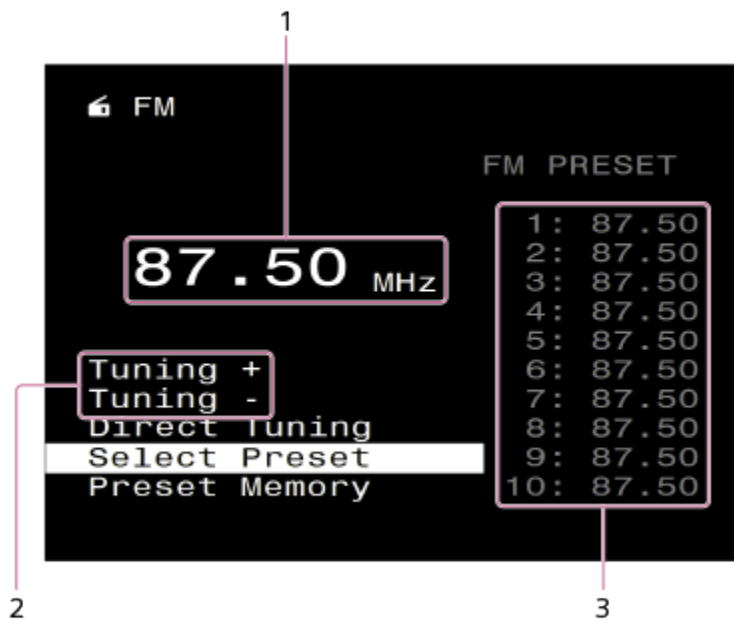 1
FM
FM PRESET
87.50 MHz
1: 87.50
2: 87.50
3: 87.50
4: 87.50
5: 87.50
6: 87.50
7: 87.50
8: 87.50
9: 87.50
10: 87.50
Tuning +
Tuning -
Direct Tuning
Select Preset
Preset Memory
2
3